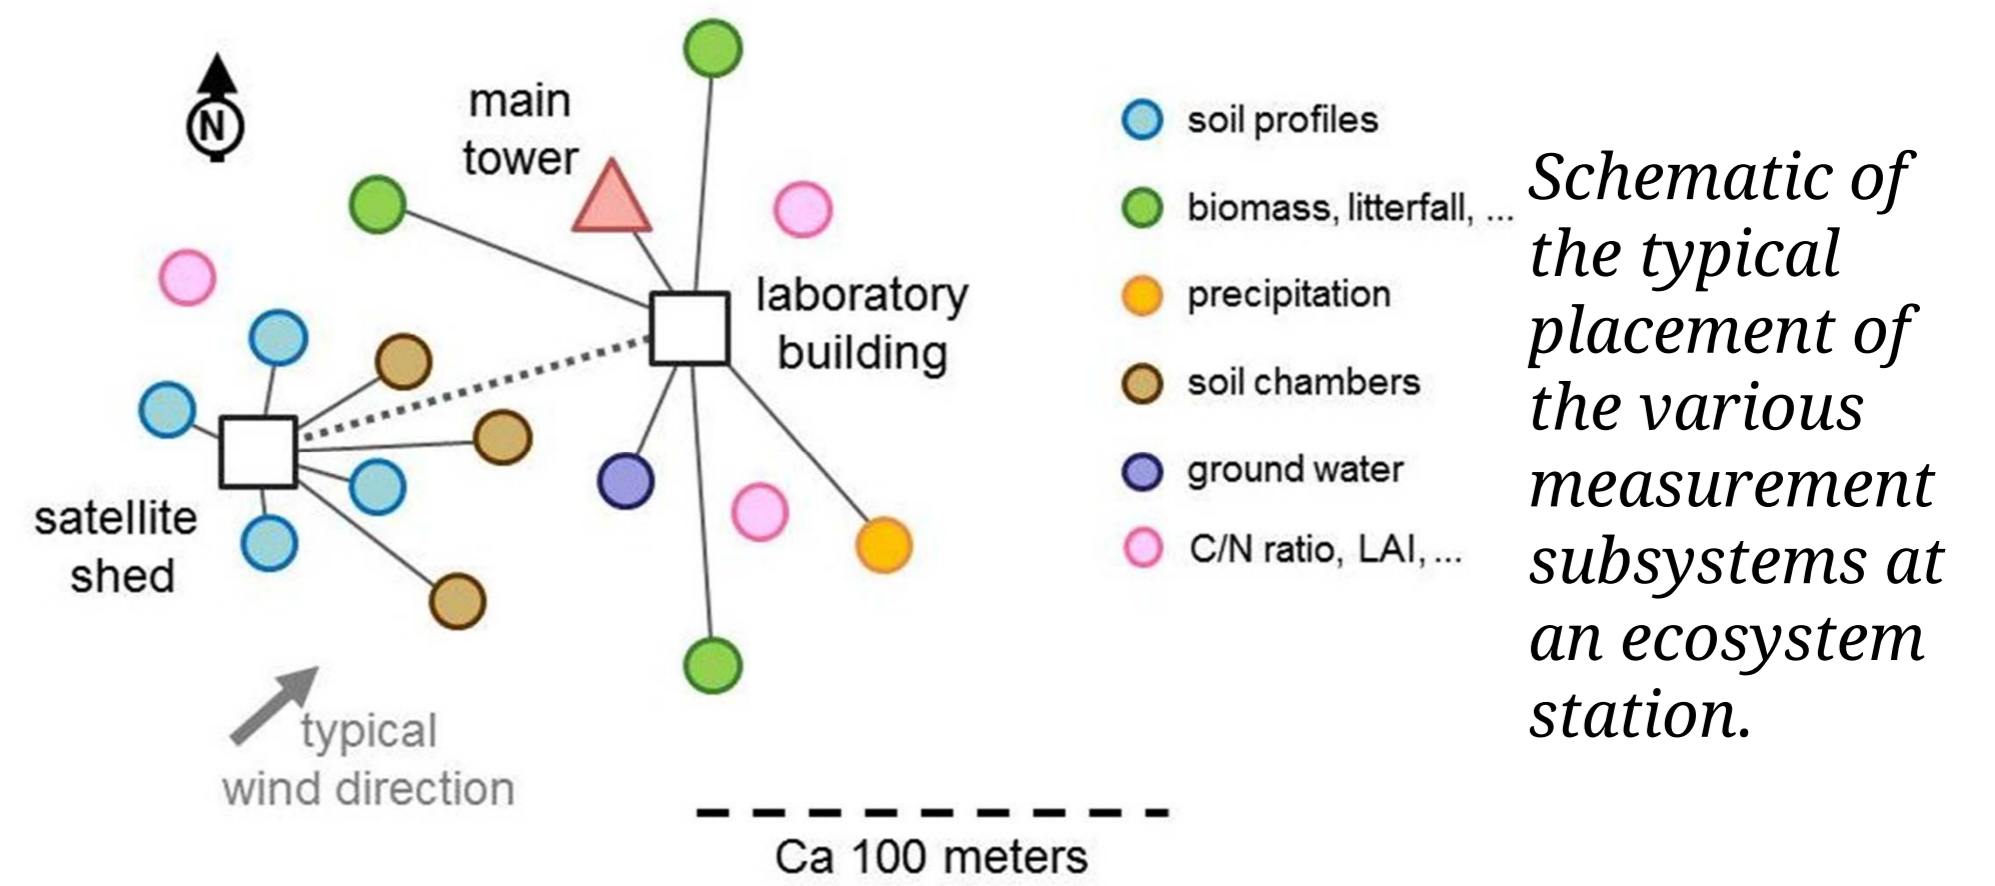 N
main
tower
laboratory
building
satellite
shed
typical
wind direction
Ca 100 meters
soil profiles
biomass, litterfall, ...
precipitation
soil chambers
ground water
C/N ratio, LAI, ...
Schematic of
the typical
placement of
the various
measurement
subsystems at
an ecosystem
station.